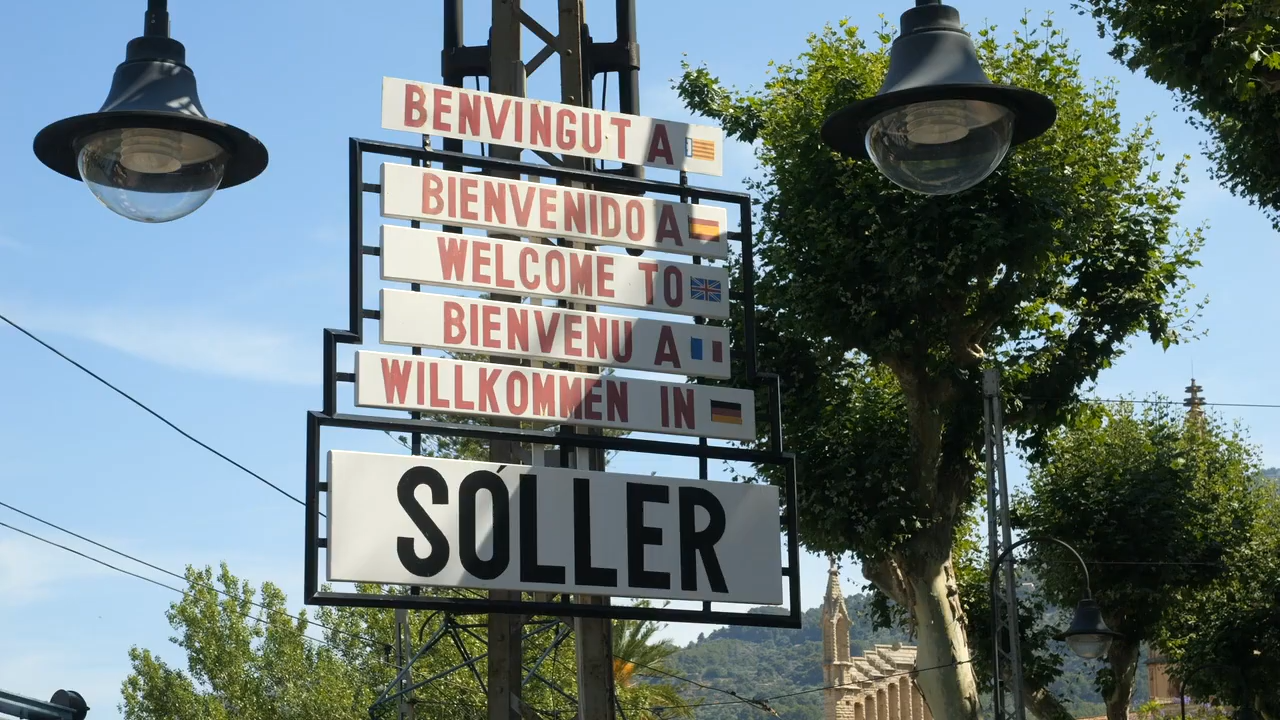 BENVINGUT A
BIENVENIDO A
WELCOME TO
BIENVENU A
WILLKOMMEN IN
SÓLLER